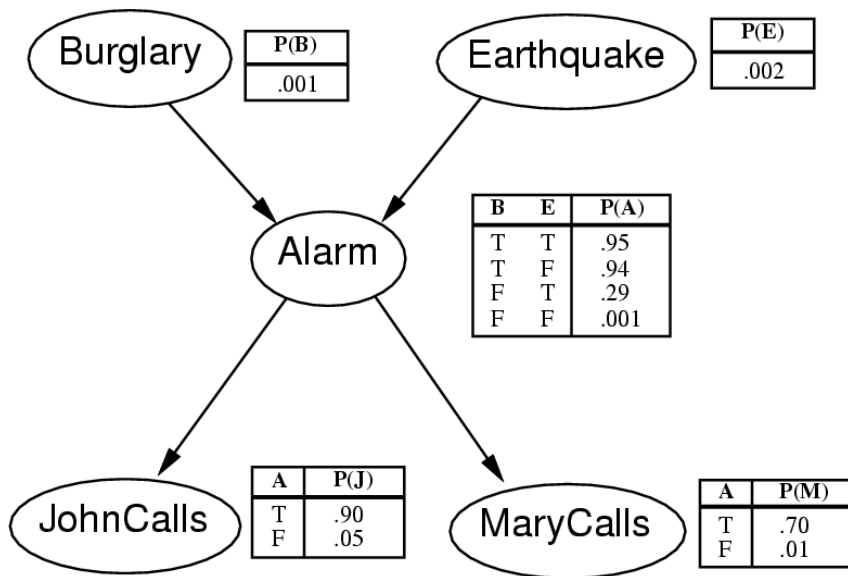 Burglary
P(B)
.001
Earthquake
P(E)
.002
Alarm
B E P(A)
T T .95
T F .94
F T .29
F F .001
JohnCalls
A P(J)
T .90
F .05
MaryCalls
A P(M)
T .70
F .01